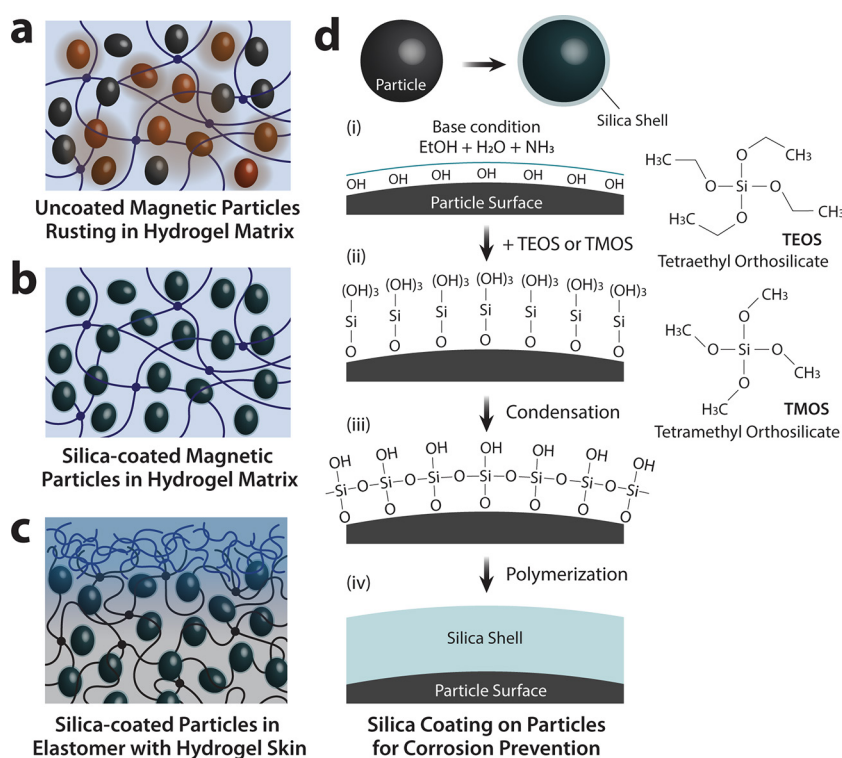 a
Uncoated Magnetic Particles
Rusting in Hydrogel Matrix
b
Silica-coated Magnetic
Particles in Hydrogel Matrix
c
Silica-coated Particles in
Elastomer with Hydrogel Skin
d
Particle
Silica Shell
(i)
Base condition
EtOH + H₂O + NH₃
OH OH OH OH OH OH OH
Particle Surface
+ TEOS or TMOS
(ii)
(OH)₃ (OH)₃ (OH)₃ (OH)₃ (OH)₃ (OH)₃ (OH)₃
Si Si Si Si Si Si Si
O O O O O O O
Condensation
(iii)
OH OH OH OH OH OH OH
Si O Si O Si O Si O Si O Si O Si
O O O O O O O
Polymerization
(iv)
Silica Shell
Particle Surface
Silica Coating on Particles
for Corrosion Prevention
O CH₃
H₃C
O Si O
H₃C O CH₃
TEOS
Tetraethyl Orthosilicate
CH₃
O
H₃C
O Si O
O CH₃
H₃C
TMOS
Tetramethyl Orthosilicate